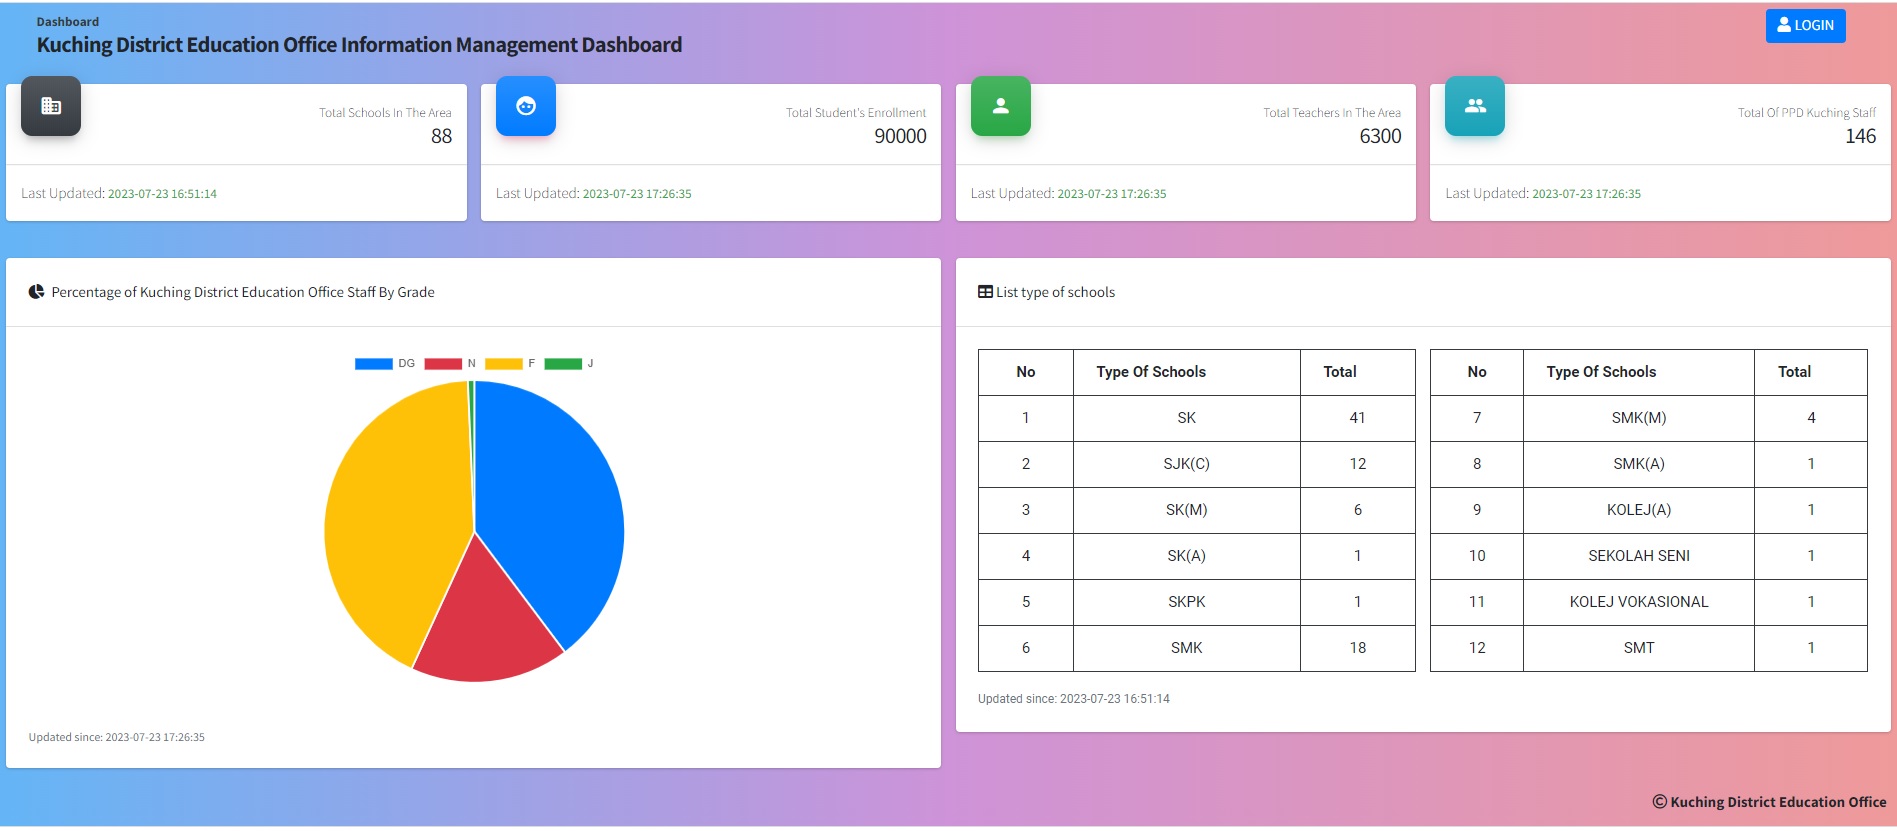 Dashboard
Kuching District Education Office Information Management Dashboard
LOGIN
Total Schools In The Area
88
Last Updated: 2023-07-23 16:51:14
Total Student's Enrollment
90000
Last Updated: 2023-07-23 17:26:35
Total Teachers In The Area
6300
Last Updated: 2023-07-23 17:26:35
Total Of PPD Kuching Staff
146
Last Updated: 2023-07-23 17:26:35
Percentage of Kuching District Education Office Staff By Grade
DG N F J
Updated since: 2023-07-23 17:26:35
List type of schools
No Type Of Schools Total
1 SK 41
2 SJK(C) 12
3 SK(M) 6
4 SK(A) 1
5 SKPK 1
6 SMK 18
No Type Of Schools Total
7 SMK(M) 4
8 SMK(A) 1
9 KOLEJ(A) 1
10 SEKOLAH SENI 1
11 KOLEJ VOKASIONAL 1
12 SMT 1
Updated since: 2023-07-23 16:51:14
© Kuching District Education Office